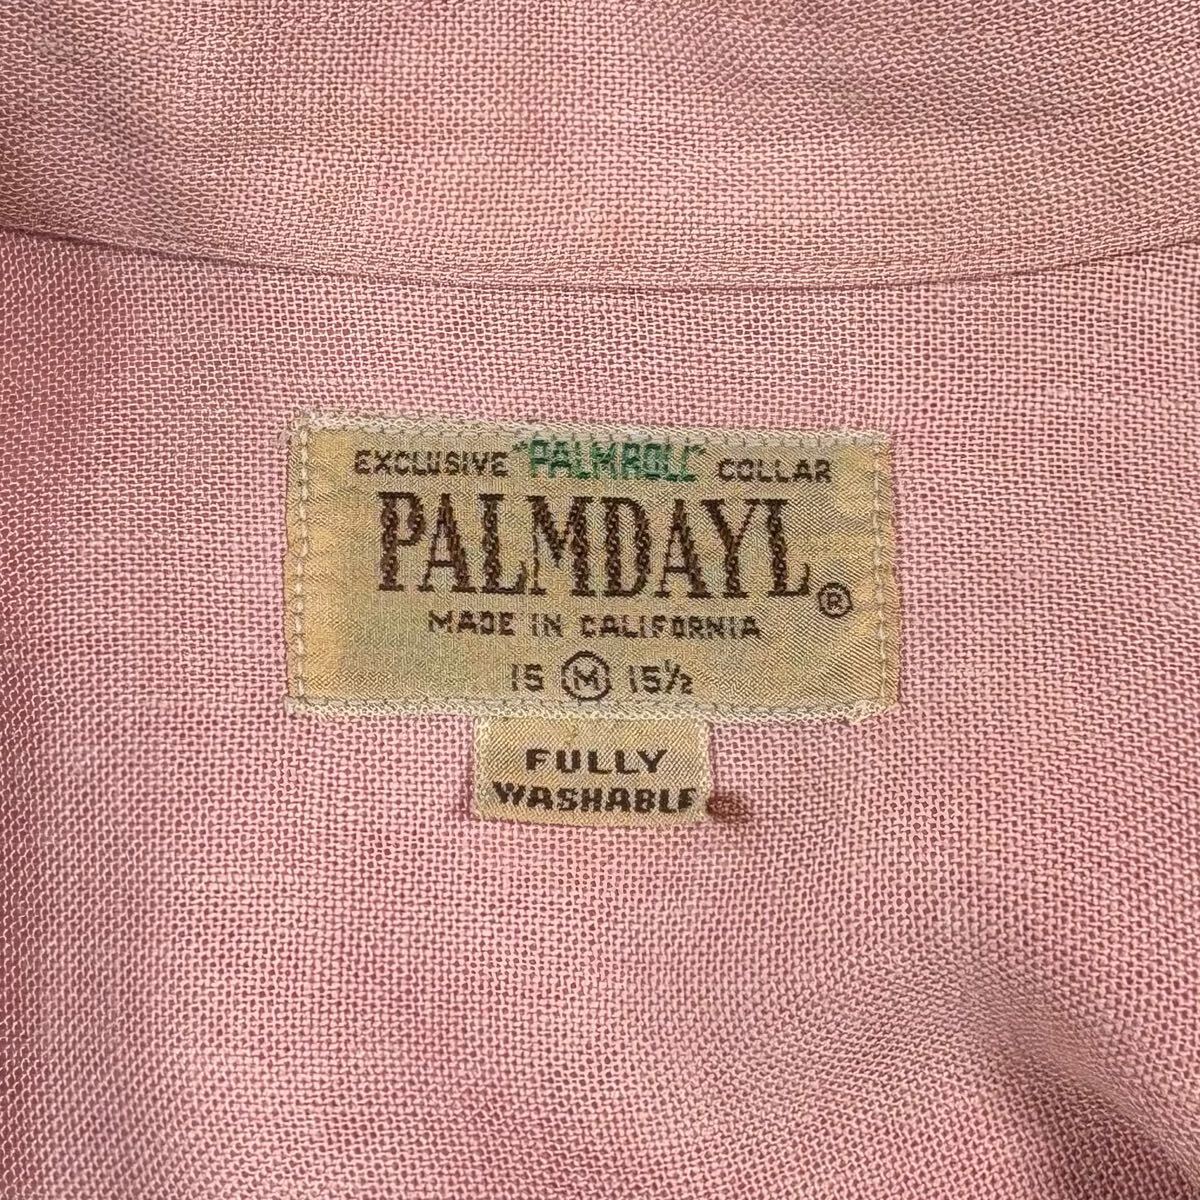 EXCLUSIVE "PALMROLL" COLLAR
PALMDAYL ®
MADE IN CALIFORNIA
15 M 15½
FULLY
WASHABLE